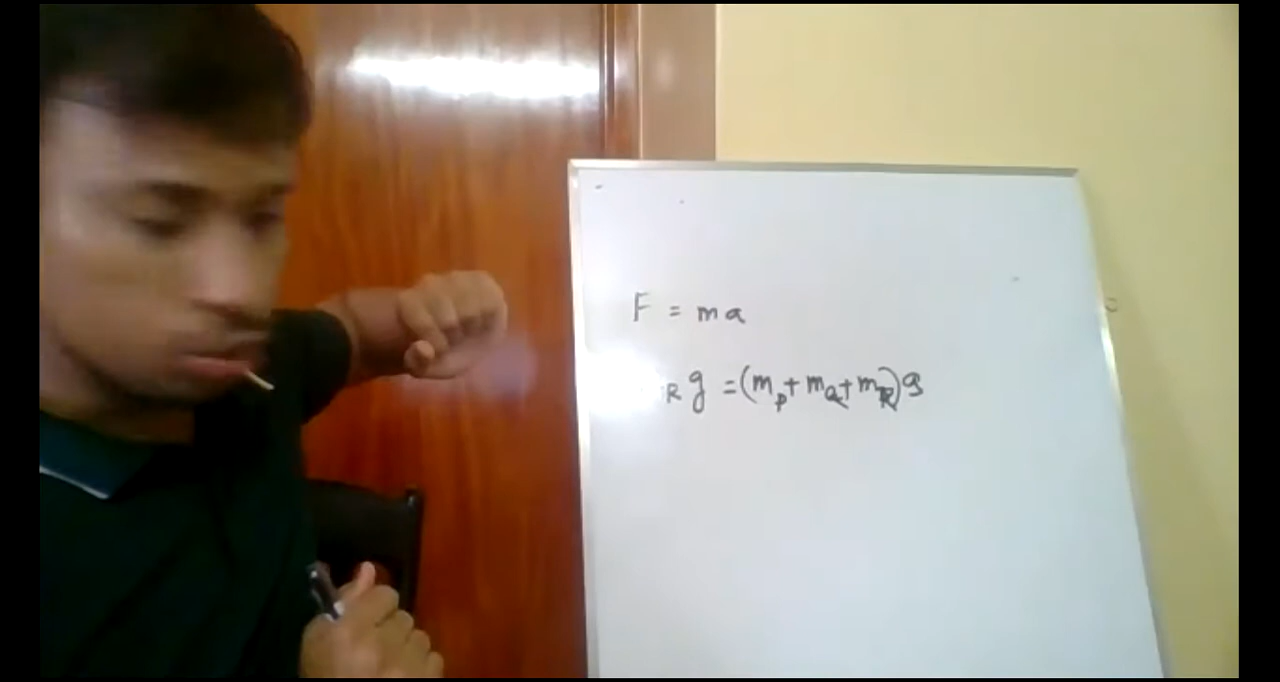 F = ma
R g = (mp + mQ + mR) g